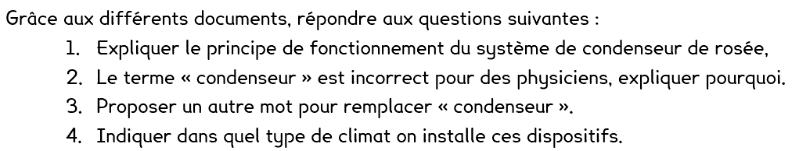 Grâce aux différents documents, répondre aux questions suivantes :
1. Expliquer le principe de fonctionnement du système de condenseur de rosée,
2. Le terme « condenseur » est incorrect pour des physiciens, expliquer pourquoi.
3. Proposer un autre mot pour remplacer « condenseur ».
4. Indiquer dans quel type de climat on installe ces dispositifs.